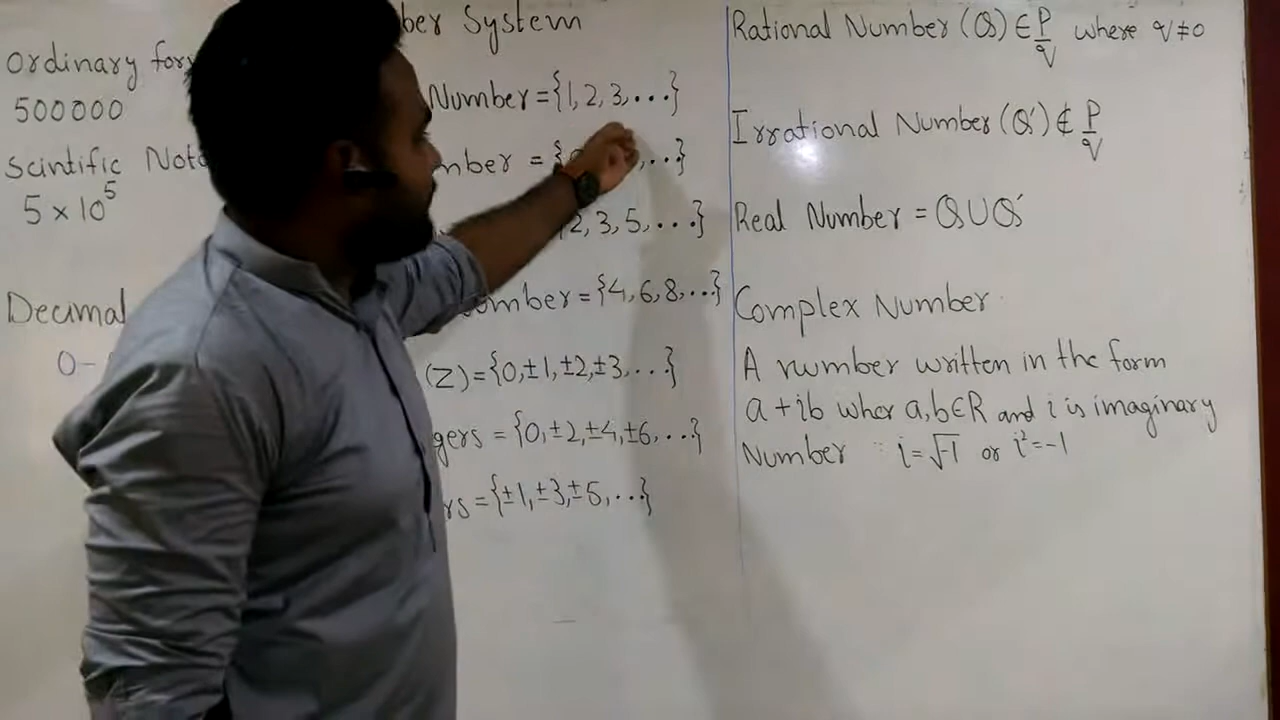 ber System
ordinary for
500000
Scintific Not
5 × 10⁵
Decimal
0-
Number = {1, 2, 3, ...}
mber = {
2, 3, 5, ...}
mber = {4, 6, 8, ...}
(Z) = {0, ±1, ±2, ±3, ...}
gers = {0, ±2, ±4, ±6, ...}
rs = {±1, ±3, ±5, ...}
Rational Number (Q) ∈ P/q where q ≠ 0
Irrational Number (Q′) ∉ P/q
Real Number = Q U Q′
Complex Number
A number written in the form
a + ib wher a, b ∈ R and i is imaginary
Number ∵ i = √-1 or i² = -1